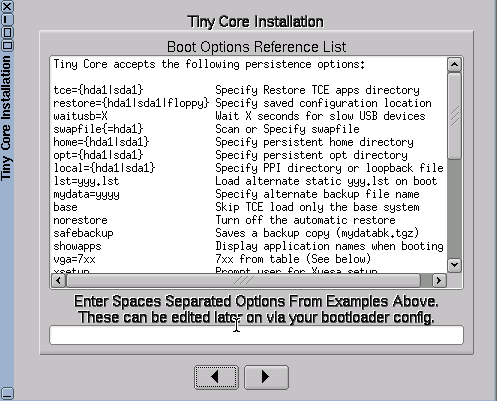 Tiny Core Installation
Tiny Core Installation
Boot Options Reference List
Tiny Core accepts the following persistence options:
tce={hda1|sda1} Specify Restore TCE apps directory
restore={hda1|sda1|floppy} Specify saved configuration location
waitusb=X Wait X seconds for slow USB devices
swapfile{=hda1} Scan or Specify swapfile
home={hda1|sda1} Specify persistent home directory
opt={hda1|sda1} Specify persistent opt directory
local={hda1|sda1} Specify PPI directory or loopback file
lst=yyy.lst Load alternate static yyy.lst on boot
mydata=yyyy Specify alternate backup file name
base Skip TCE load only the base system
norestore Turn off the automatic restore
safebackup Saves a backup copy (mydatabk.tgz)
showapps Display application names when booting
vga=7xx 7xx from table (See below)
xsetup Prompt user for Xvesa setup
Enter Spaces Separated Options From Examples Above.
These can be edited later on via your bootloader config.